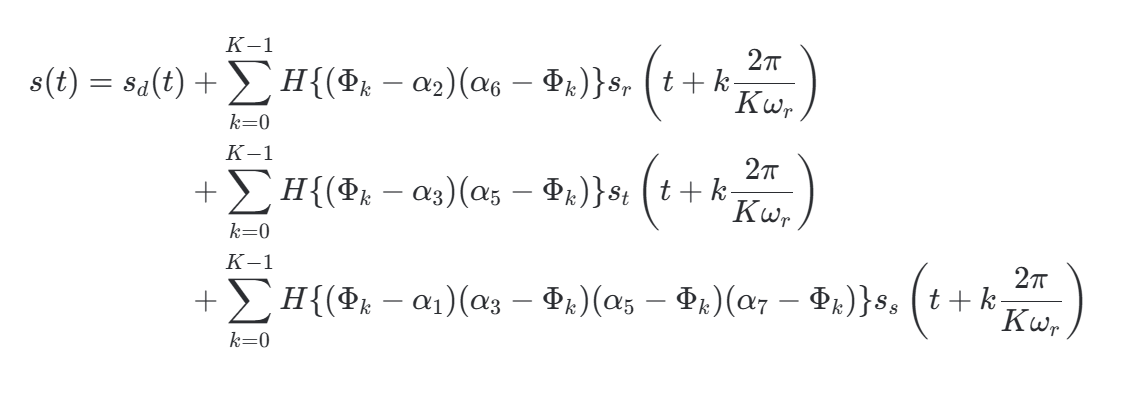 $s(t) = s_d(t) + \sum_{k=0}^{K-1} H\{(\Phi_k - \alpha_2)(\alpha_6 - \Phi_k)\} s_r \left( t + k \frac{2\pi}{K\omega_r} \right)$
$+ \sum_{k=0}^{K-1} H\{(\Phi_k - \alpha_3)(\alpha_5 - \Phi_k)\} s_t \left( t + k \frac{2\pi}{K\omega_r} \right)$
$+ \sum_{k=0}^{K-1} H\{(\Phi_k - \alpha_1)(\alpha_3 - \Phi_k)(\alpha_5 - \Phi_k)(\alpha_7 - \Phi_k)\} s_s \left( t + k \frac{2\pi}{K\omega_r} \right)$